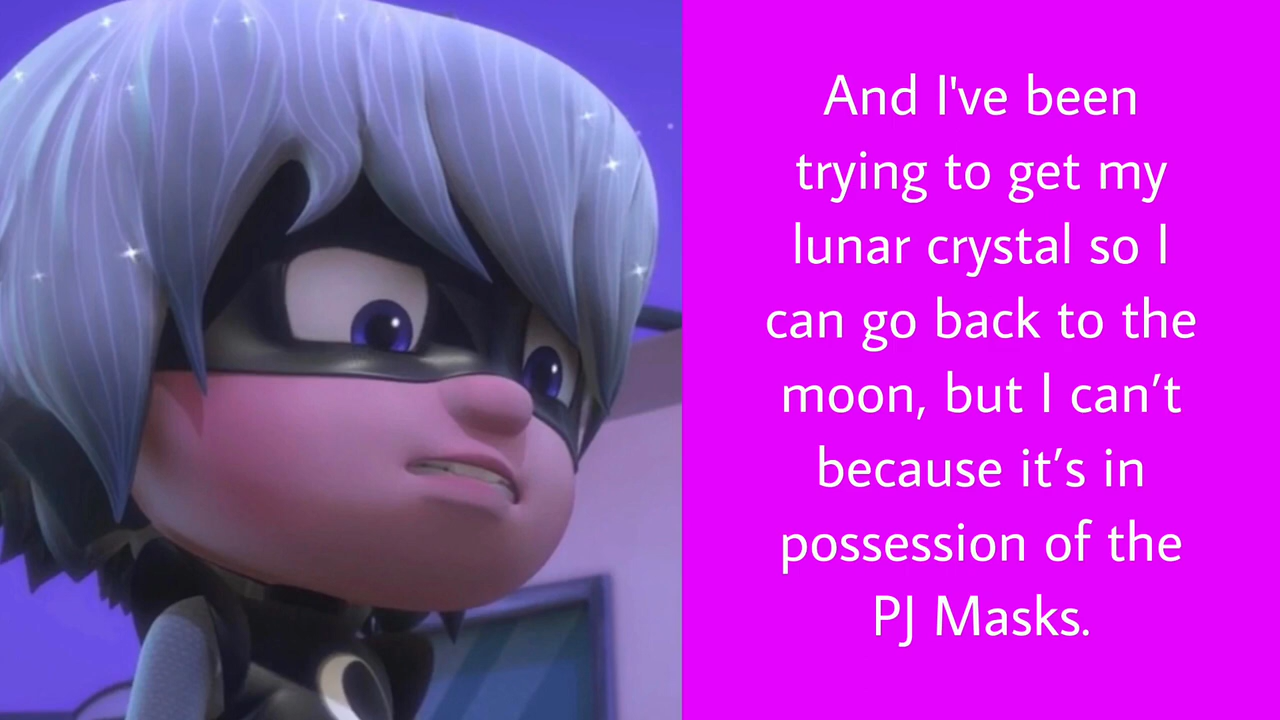 And I've been
trying to get my
lunar crystal so I
can go back to the
moon, but I can’t
because it’s in
possession of the
PJ Masks.